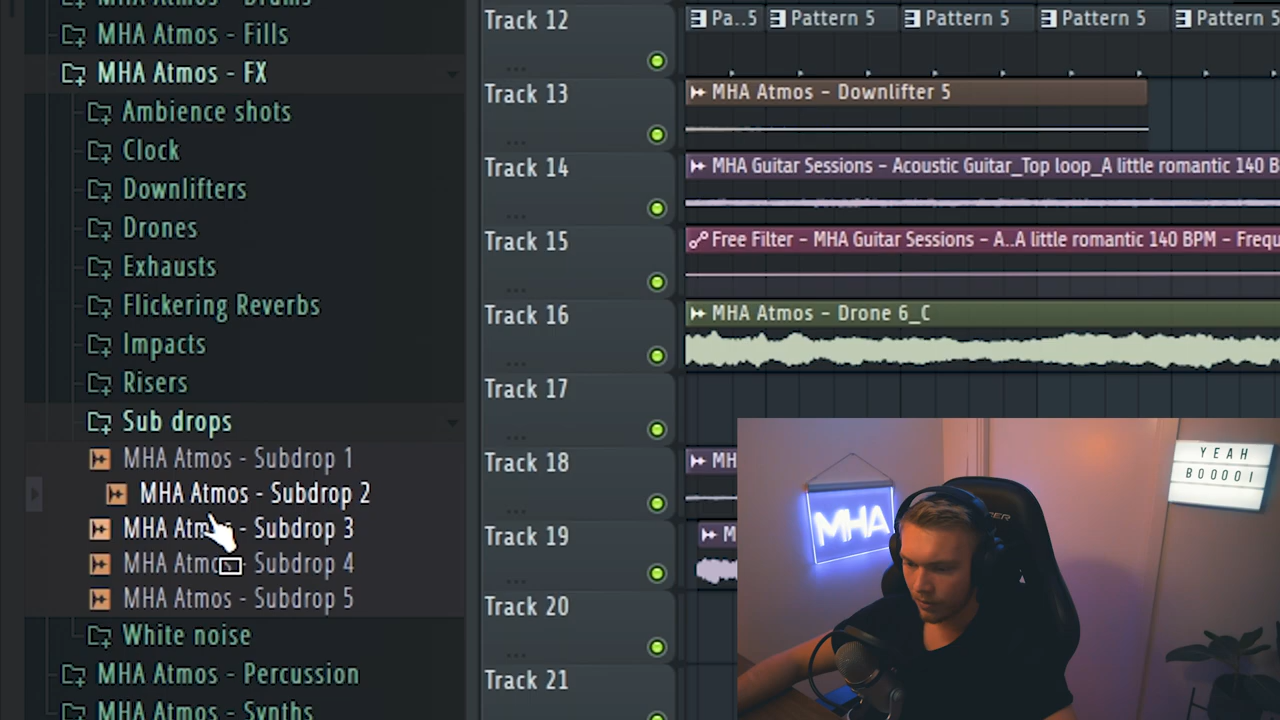 MHA Atmos - Drums
MHA Atmos - Fills
MHA Atmos - FX
Ambience shots
Clock
Downlifters
Drones
Exhausts
Flickering Reverbs
Impacts
Risers
Sub drops
MHA Atmos - Subdrop 1
MHA Atmos - Subdrop 2
MHA Atmos - Subdrop 3
MHA Atmos - Subdrop 4
MHA Atmos - Subdrop 5
White noise
MHA Atmos - Percussion
MHA Atmos - Synths
Track 12
Pa..5 Pattern 5 Pattern 5 Pattern 5 Pattern 5
Track 13
MHA Atmos - Downlifter 5
Track 14
MHA Guitar Sessions - Acoustic Guitar_Top loop_A little romantic 140 B
Track 15
Free Filter - MHA Guitar Sessions - A..A little romantic 140 BPM - Frequ
Track 16
MHA Atmos - Drone 6_C
Track 17
Track 18
MH
Track 19
M
Track 20
Track 21
MHA
YEAH
BOOOOI